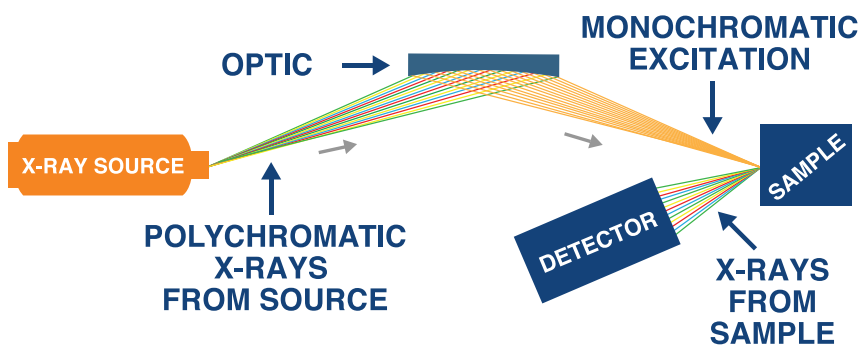 OPTIC
MONOCHROMATIC
EXCITATION
X-RAY SOURCE
SAMPLE
POLYCHROMATIC
X-RAYS
FROM SOURCE
DETECTOR
X-RAYS
FROM
SAMPLE